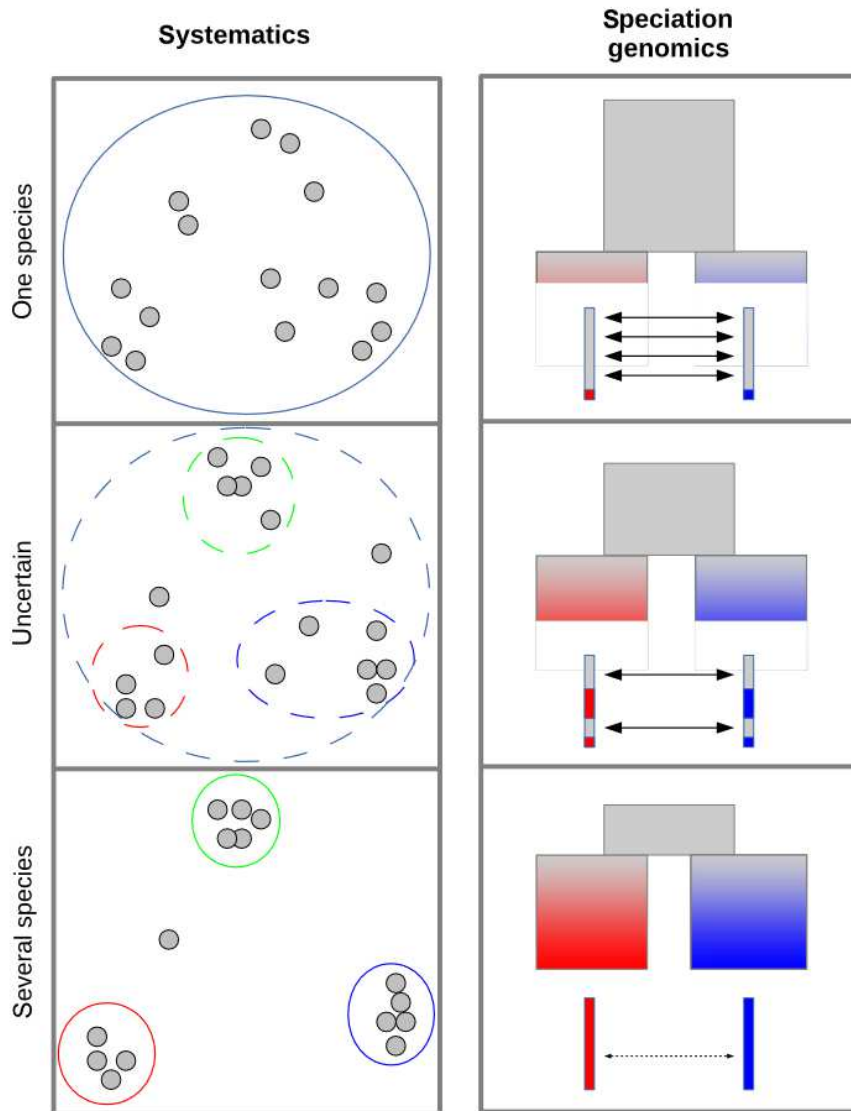 Systematics
Speciation
genomics
One species
Uncertain
Several species